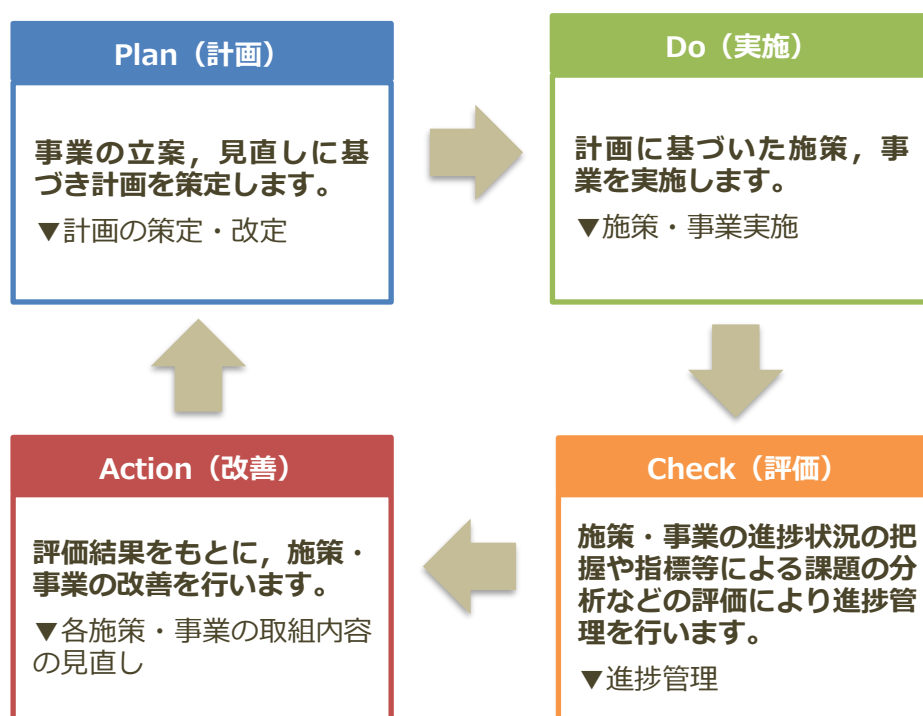 Plan（計画）
事業の立案，見直しに基
づき計画を策定します。
▼計画の策定・改定
Do（実施）
計画に基づいた施策，事
業を実施します。
▼施策・事業実施
Action（改善）
評価結果をもとに，施策・
事業の改善を行います。
▼各施策・事業の取組内容
の見直し
Check（評価）
施策・事業の進捗状況の把
握や指標等による課題の分
析などの評価により進捗管
理を行います。
▼進捗管理